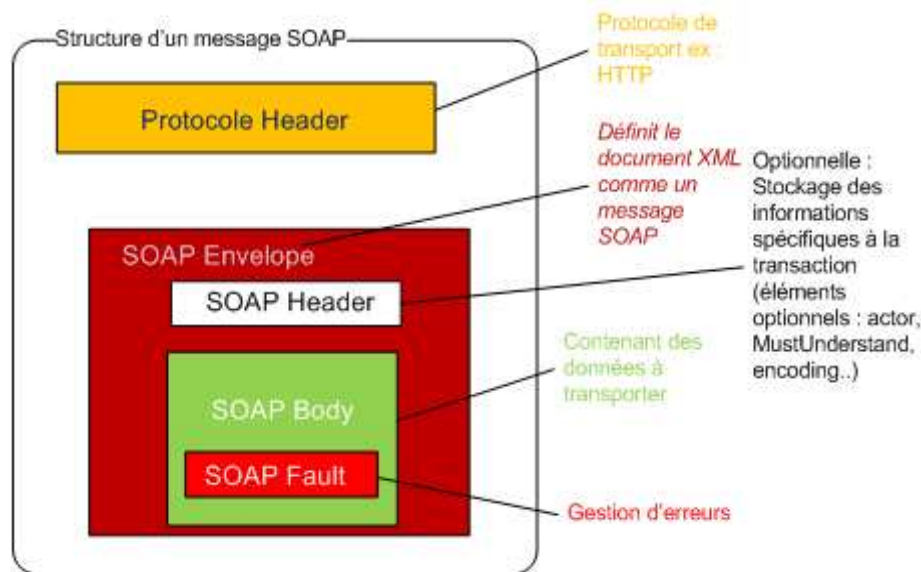 Structure d'un message SOAP
Protocole Header
Protocole de
transport ex :
HTTP
Définit le
document XML
comme un
message
SOAP
Optionnelle :
Stockage des
informations
spécifiques à la
transaction
(éléments
optionnels : actor,
MustUnderstand,
encoding..)
SOAP Envelope
SOAP Header
Contenant des
données à
transporter
SOAP Body
SOAP Fault
Gestion d'erreurs